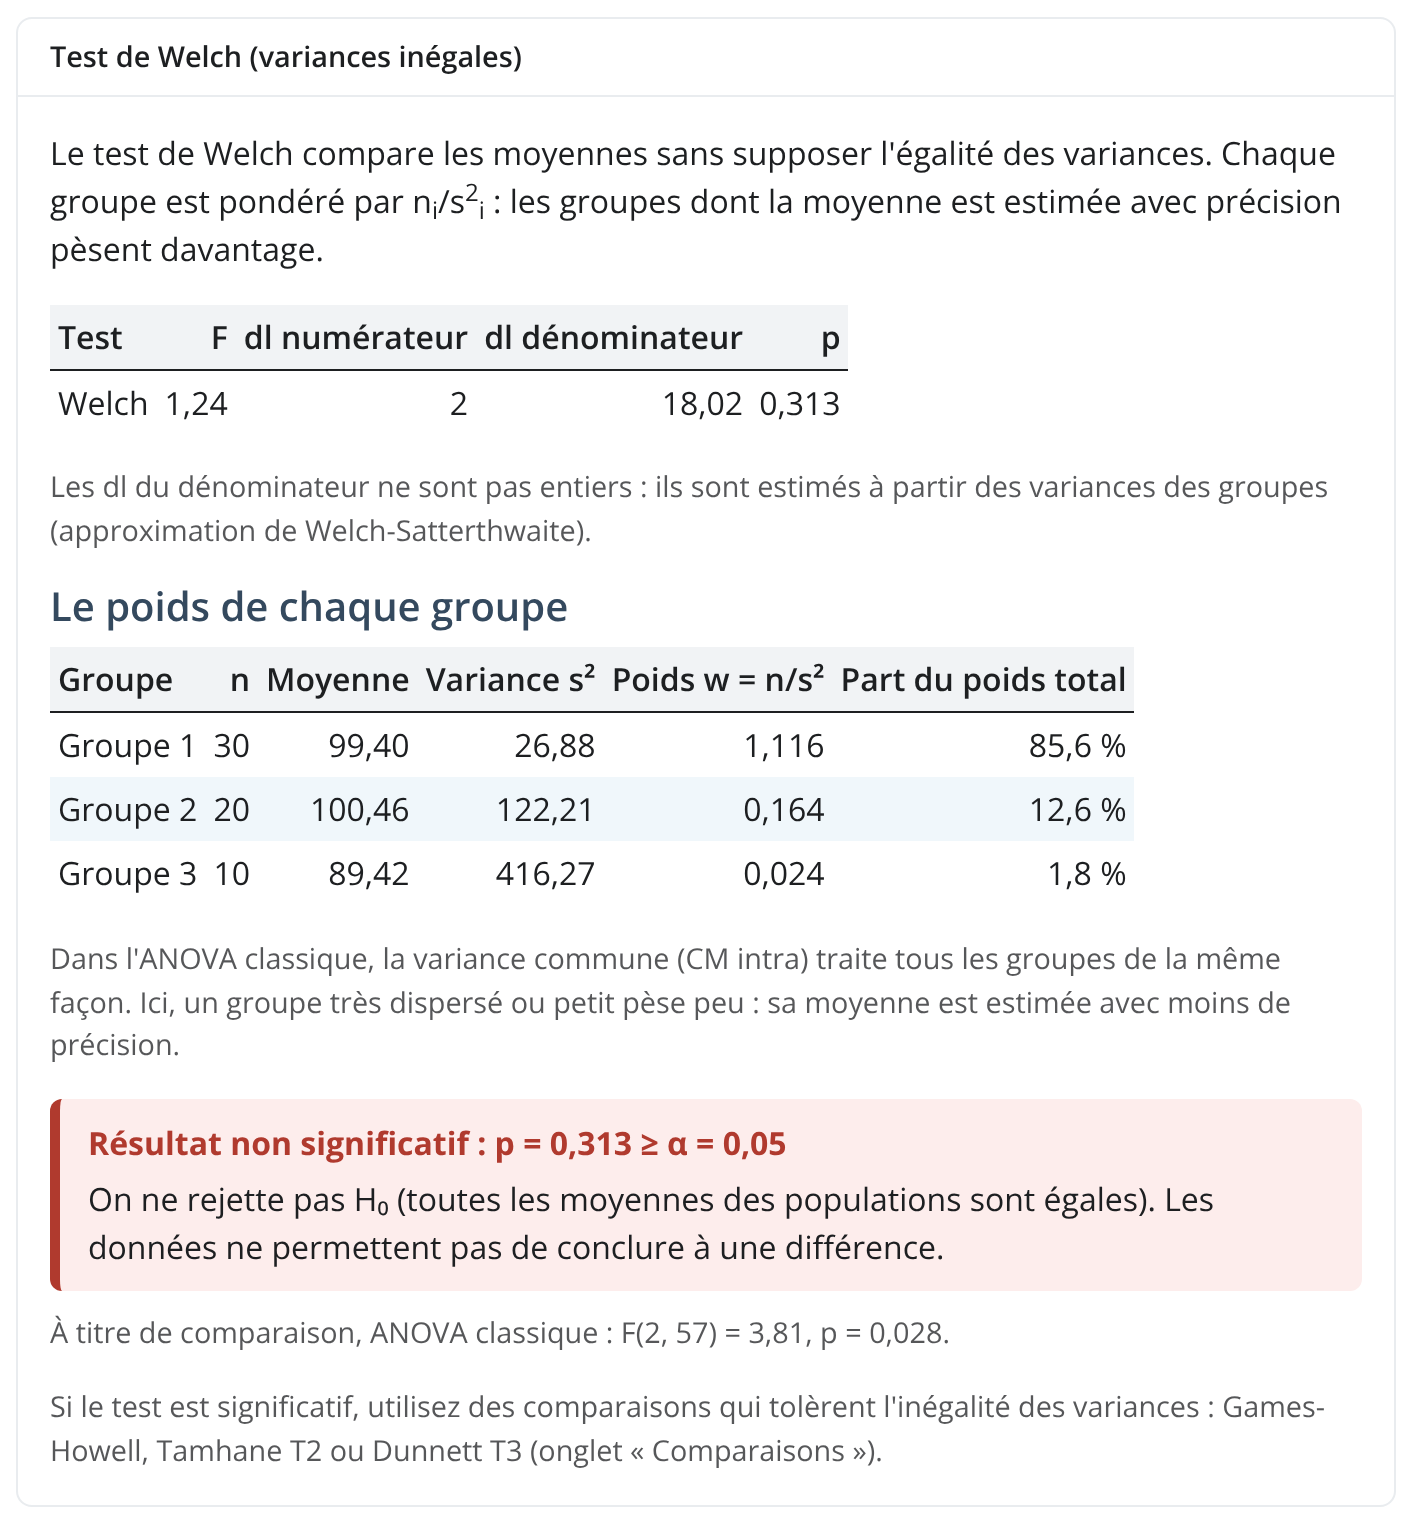 Test de Welch (variances inégales)
Le test de Welch compare les moyennes sans supposer l'égalité des variances. Chaque
groupe est pondéré par nᵢ/s²ᵢ : les groupes dont la moyenne est estimée avec précision
pèsent davantage.
Test F dl numérateur dl dénominateur p
Welch 1,24 2 18,02 0,313
Les dl du dénominateur ne sont pas entiers : ils sont estimés à partir des variances des groupes
(approximation de Welch-Satterthwaite).
Le poids de chaque groupe
Groupe n Moyenne Variance s² Poids w = n/s² Part du poids total
Groupe 1 30 99,40 26,88 1,116 85,6 %
Groupe 2 20 100,46 122,21 0,164 12,6 %
Groupe 3 10 89,42 416,27 0,024 1,8 %
Dans l'ANOVA classique, la variance commune (CM intra) traite tous les groupes de la même
façon. Ici, un groupe très dispersé ou petit pèse peu : sa moyenne est estimée avec moins de
précision.
Résultat non significatif : p = 0,313 ≥ α = 0,05
On ne rejette pas H₀ (toutes les moyennes des populations sont égales). Les
données ne permettent pas de conclure à une différence.
À titre de comparaison, ANOVA classique : F(2, 57) = 3,81, p = 0,028.
Si le test est significatif, utilisez des comparaisons qui tolèrent l'inégalité des variances : Games-
Howell, Tamhane T2 ou Dunnett T3 (onglet « Comparaisons »).